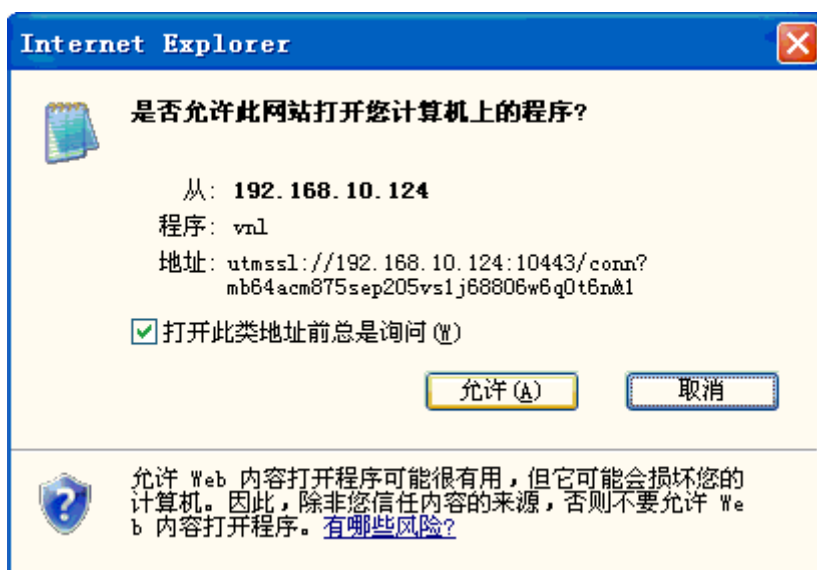 Internet Explorer
是否允许此网站打开您计算机上的程序?
从: 192.168.10.124
程序: vnl
地址: utmssl://192.168.10.124:10443/conn?
mb64acm875sep205vs1j68806w6q0t6n&1
打开此类地址前总是询问(W)
允许(A)
取消
允许 Web 内容打开程序可能很有用，但它可能会损坏您的
计算机。因此，除非您信任内容的来源，否则不要允许 We
b 内容打开程序。有哪些风险?